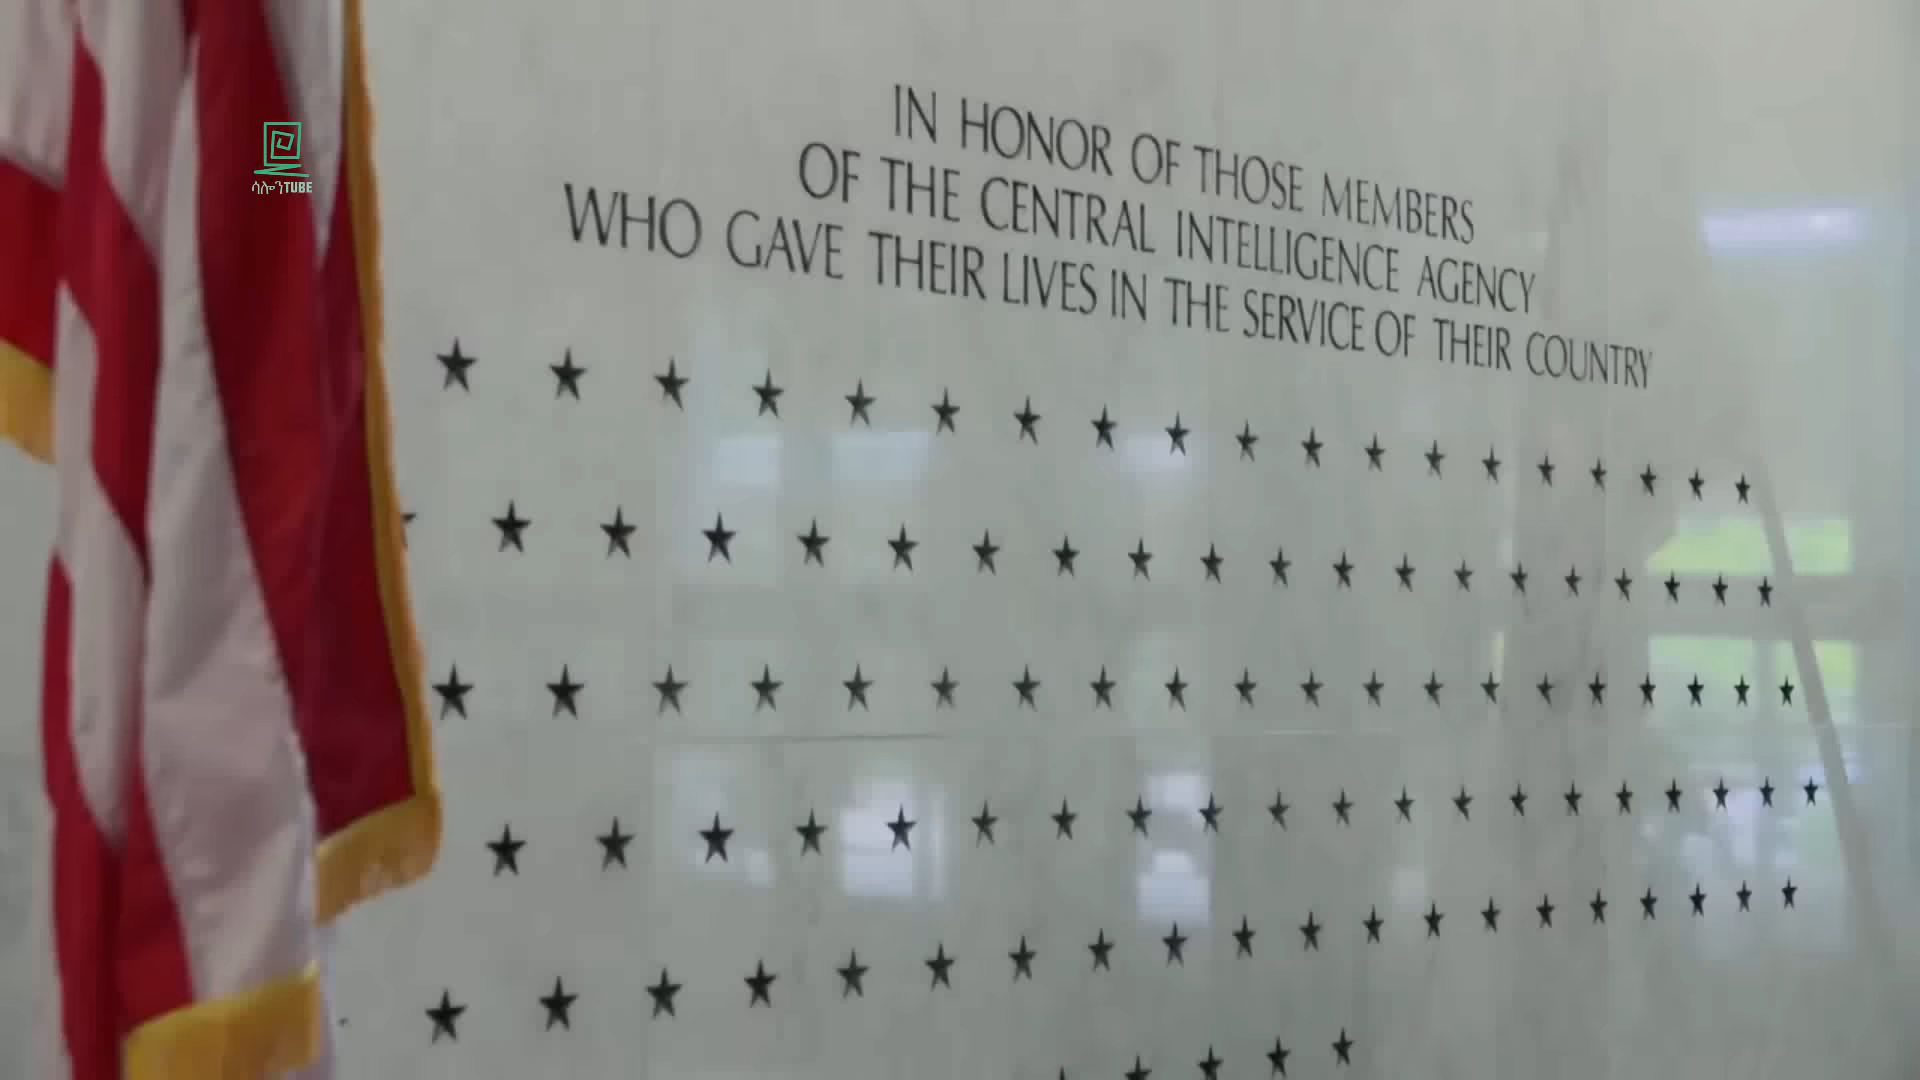 ሳሎንTUBE
IN HONOR OF THOSE MEMBERS
OF THE CENTRAL INTELLIGENCE AGENCY
WHO GAVE THEIR LIVES IN THE SERVICE OF THEIR COUNTRY